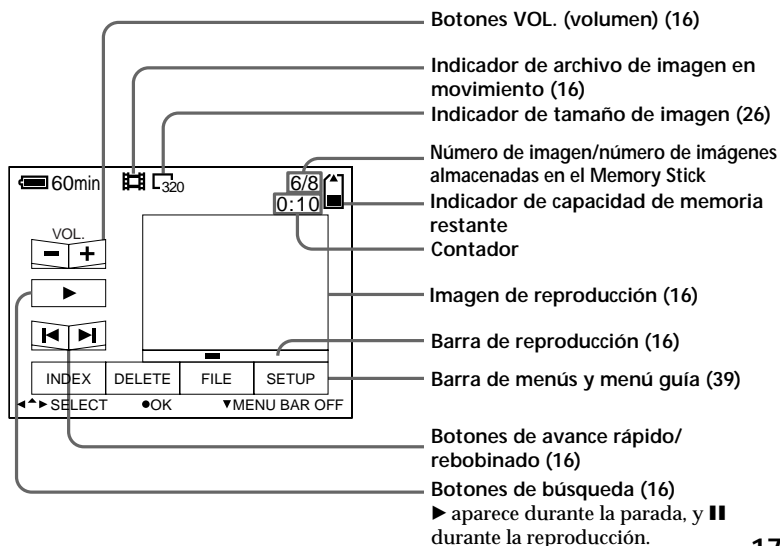 Botones VOL. (volumen) (16)
Indicador de archivo de imagen en
movimiento (16)
Indicador de tamaño de imagen (26)
Número de imagen/número de imágenes
almacenadas en el Memory Stick
Indicador de capacidad de memoria
restante
Contador
Imagen de reproducción (16)
Barra de reproducción (16)
Barra de menús y menú guía (39)
Botones de avance rápido/
rebobinado (16)
Botones de búsqueda (16)
► aparece durante la parada, y ❚❚
durante la reproducción.
60min
320
6/8
0:10
VOL.
− +
INDEX DELETE FILE SETUP
SELECT ●OK ▼MENU BAR OFF
17